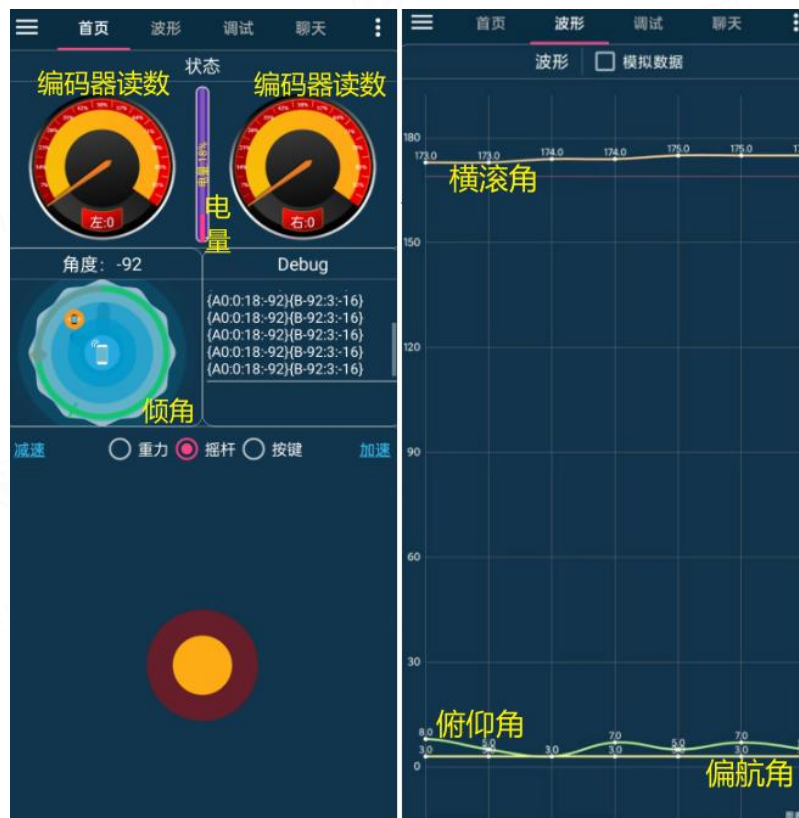 首页 波形 调试 聊天
状态
编码器读数 编码器读数
电量:18%
左:0
右:0
电量
角度: -92
Debug
{A0:0:18:-92}{B-92:3:-16}
{A0:0:18:-92}{B-92:3:-16}
{A0:0:18:-92}{B-92:3:-16}
{A0:0:18:-92}{B-92:3:-16}
{A0:0:18:-92}{B-92:3:-16}
倾角
减速 重力 摇杆 按键 加速
首页 波形 调试 聊天
波形 模拟数据
180
173.0 173.0 174.0 174.0 175.0 175.0
横滚角
150
120
90
60
30
俯仰角
8.0 5.0 3.0 7.0 5.0 7.0
3.0 3.0 3.0 3.0
0
偏航角